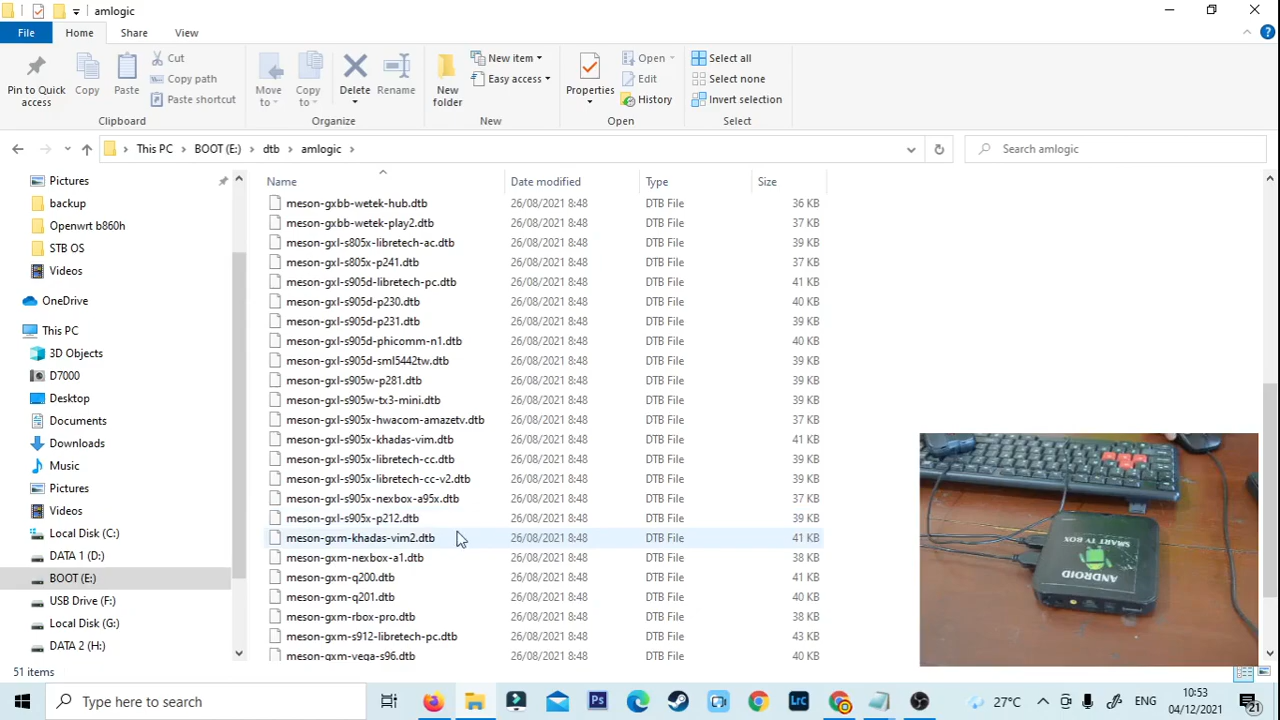 amlogic
File Home Share View
Pin to Quick access
Copy
Paste
Cut
Copy path
Paste shortcut
Clipboard
Move to
Copy to
Delete
Rename
Organize
New folder
New item
Easy access
New
Properties
Open
Edit
History
Open
Select all
Select none
Invert selection
Select
This PC > BOOT (E:) > dtb > amlogic >
Search amlogic
Pictures
backup
Openwrt b860h
STB OS
Videos
OneDrive
This PC
3D Objects
D7000
Desktop
Documents
Downloads
Music
Pictures
Videos
Local Disk (C:)
DATA 1 (D:)
BOOT (E:)
USB Drive (F:)
Local Disk (G:)
DATA 2 (H:)
Name Date modified Type Size
meson-gxbb-wetek-hub.dtb 26/08/2021 8:48 DTB File 36 KB
meson-gxbb-wetek-play2.dtb 26/08/2021 8:48 DTB File 37 KB
meson-gxl-s805x-libretech-ac.dtb 26/08/2021 8:48 DTB File 39 KB
meson-gxl-s805x-p241.dtb 26/08/2021 8:48 DTB File 37 KB
meson-gxl-s905d-libretech-pc.dtb 26/08/2021 8:48 DTB File 41 KB
meson-gxl-s905d-p230.dtb 26/08/2021 8:48 DTB File 40 KB
meson-gxl-s905d-p231.dtb 26/08/2021 8:48 DTB File 39 KB
meson-gxl-s905d-phicomm-n1.dtb 26/08/2021 8:48 DTB File 40 KB
meson-gxl-s905d-sml5442tw.dtb 26/08/2021 8:48 DTB File 39 KB
meson-gxl-s905w-p281.dtb 26/08/2021 8:48 DTB File 39 KB
meson-gxl-s905w-tx3-mini.dtb 26/08/2021 8:48 DTB File 39 KB
meson-gxl-s905x-hwacom-amazetv.dtb 26/08/2021 8:48 DTB File 37 KB
meson-gxl-s905x-khadas-vim.dtb 26/08/2021 8:48 DTB File 41 KB
meson-gxl-s905x-libretech-cc.dtb 26/08/2021 8:48 DTB File 39 KB
meson-gxl-s905x-libretech-cc-v2.dtb 26/08/2021 8:48 DTB File 39 KB
meson-gxl-s905x-nexbox-a95x.dtb 26/08/2021 8:48 DTB File 37 KB
meson-gxl-s905x-p212.dtb 26/08/2021 8:48 DTB File 39 KB
meson-gxm-khadas-vim2.dtb 26/08/2021 8:48 DTB File 41 KB
meson-gxm-nexbox-a1.dtb 26/08/2021 8:48 DTB File 38 KB
meson-gxm-q200.dtb 26/08/2021 8:48 DTB File 41 KB
meson-gxm-q201.dtb 26/08/2021 8:48 DTB File 40 KB
meson-gxm-rbox-pro.dtb 26/08/2021 8:48 DTB File 38 KB
meson-gxm-s912-libretech-pc.dtb 26/08/2021 8:48 DTB File 43 KB
meson-gxm-vega-s96.dtb 26/08/2021 8:48 DTB File 40 KB
SMART TV BOX
ANDROID
51 items
Type here to search
Ps
LrC
27°C
ENG
10:53
04/12/2021
21